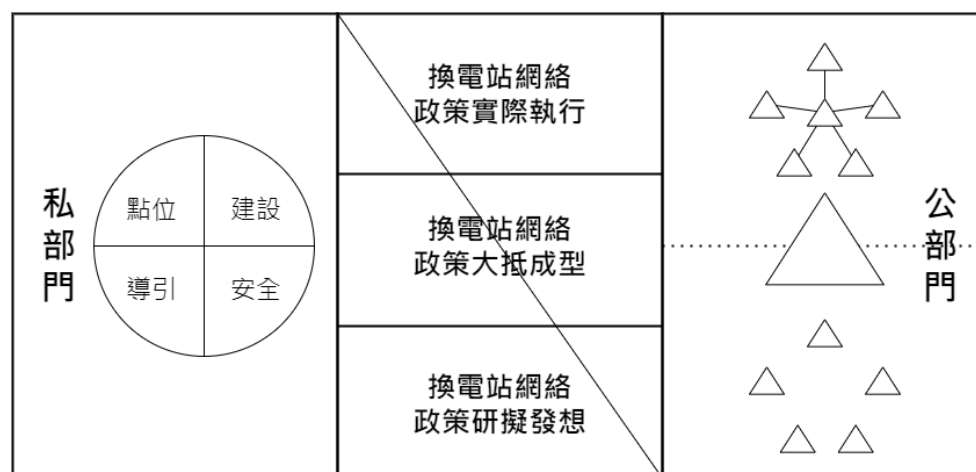 私部門
點位
建設
導引
安全
換電站網絡
政策實際執行
換電站網絡
政策大抵成型
換電站網絡
政策研擬發想
公部門